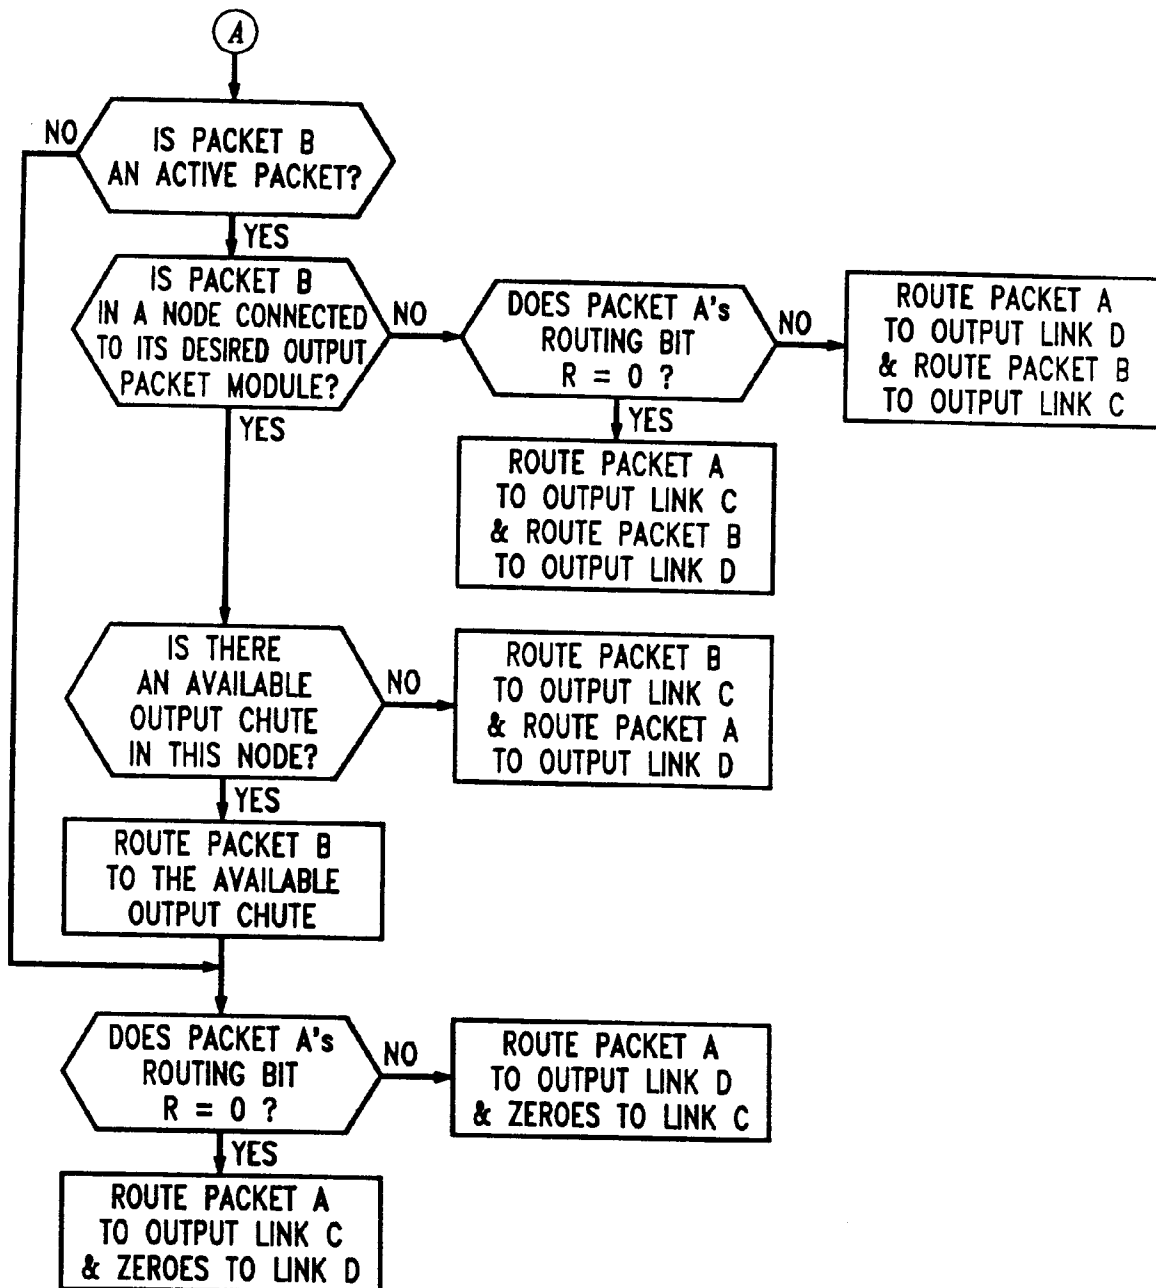 A
NO
IS PACKET B
AN ACTIVE PACKET?
YES
IS PACKET B
IN A NODE CONNECTED
TO ITS DESIRED OUTPUT
PACKET MODULE?
NO
DOES PACKET A's
ROUTING BIT
R = 0 ?
NO
ROUTE PACKET A
TO OUTPUT LINK D
& ROUTE PACKET B
TO OUTPUT LINK C
YES
YES
ROUTE PACKET A
TO OUTPUT LINK C
& ROUTE PACKET B
TO OUTPUT LINK D
IS THERE
AN AVAILABLE
OUTPUT CHUTE
IN THIS NODE?
NO
ROUTE PACKET B
TO OUTPUT LINK C
& ROUTE PACKET A
TO OUTPUT LINK D
YES
ROUTE PACKET B
TO THE AVAILABLE
OUTPUT CHUTE
DOES PACKET A's
ROUTING BIT
R = 0 ?
NO
ROUTE PACKET A
TO OUTPUT LINK D
& ZEROES TO LINK C
YES
ROUTE PACKET A
TO OUTPUT LINK C
& ZEROES TO LINK D